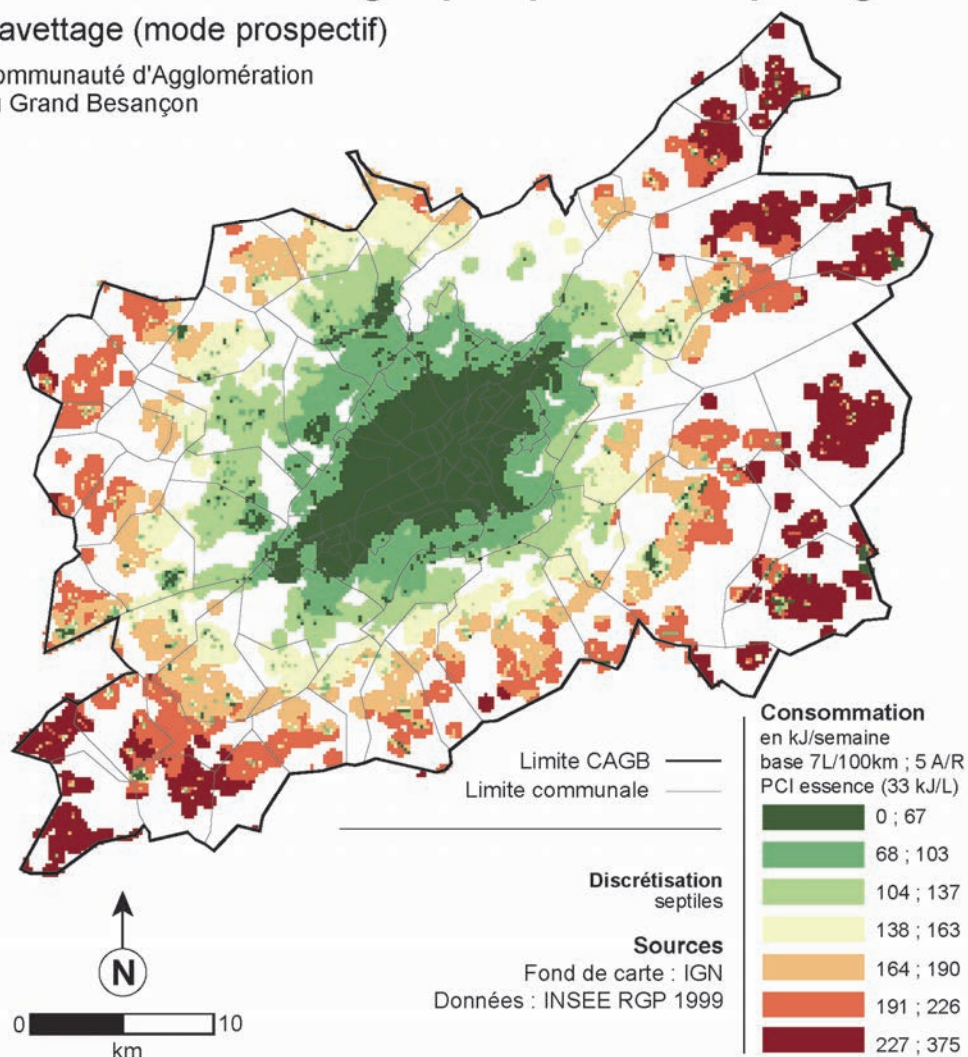 (mode prospectif)
d'Agglomération
Grand Besançon
Limite CAGB
Limite communale
Discrétisation
septiles
Sources
Fond de carte : IGN
Données : INSEE RGP 1999
Consommation
en kJ/semaine
base 7L/100km ; 5 A/R
PCI essence (33 kJ/L)
0 ; 67
68 ; 103
104 ; 137
138 ; 163
164 ; 190
191 ; 226
227 ; 375
N
0 10
km